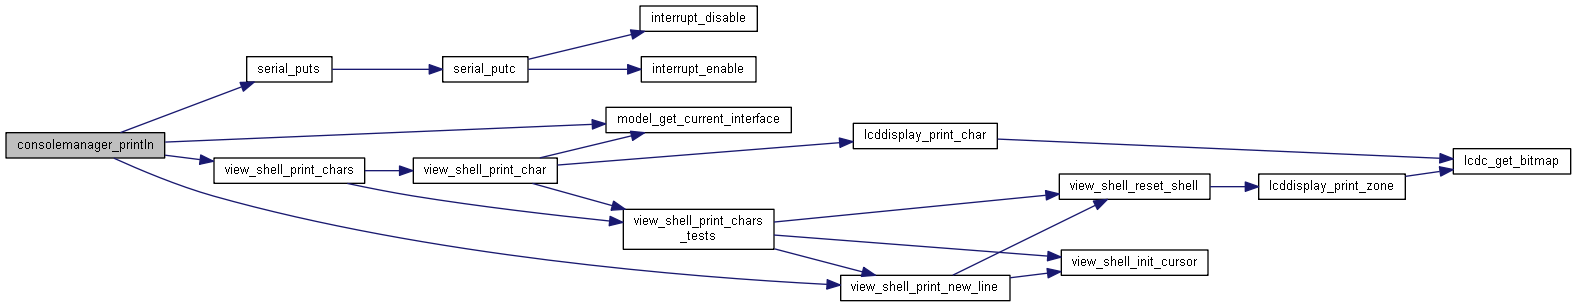 interrupt_disable
serial_puts
serial_putc
interrupt_enable
model_get_current_interface
lcddisplay_print_char
consolemanager_println
lcdc_get_bitmap
view_shell_print_chars
view_shell_print_char
view_shell_reset_shell
lcddisplay_print_zone
view_shell_print_chars
_tests
view_shell_init_cursor
view_shell_print_new_line